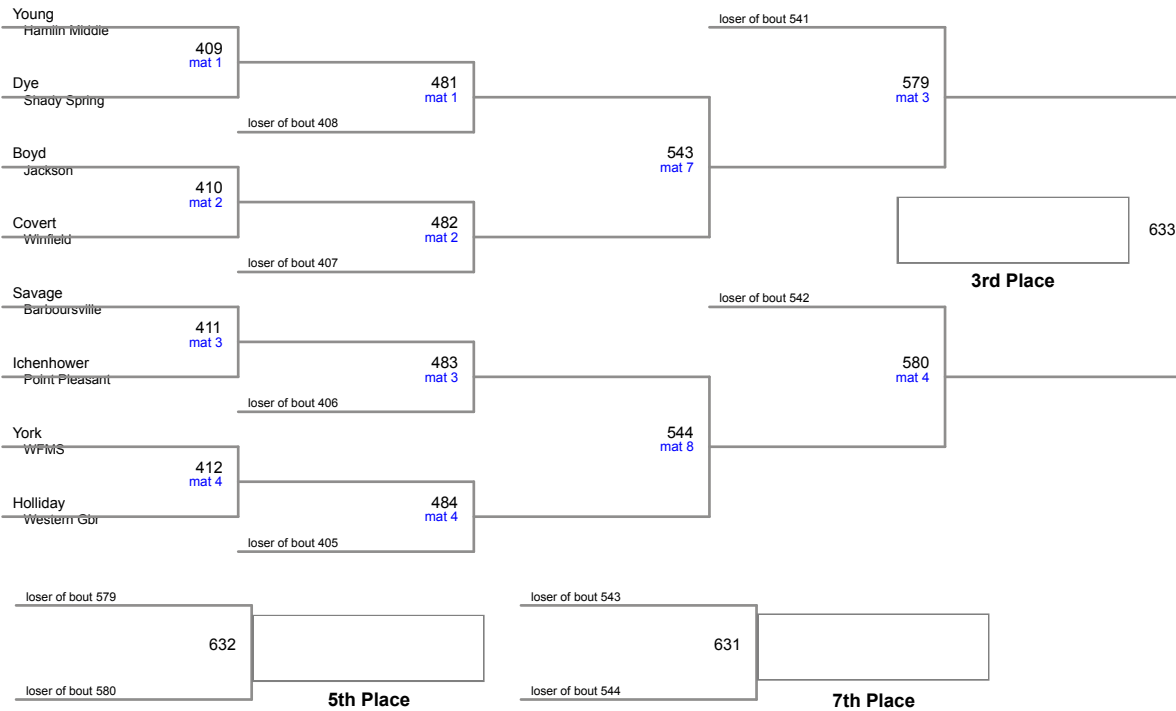 Young
Hamlin Middle
409
mat 1
Dye
Shady Spring
481
mat 1
loser of bout 408
Boyd
Jackson
410
mat 2
Covert
Winfield
482
mat 2
loser of bout 407
543
mat 7
loser of bout 541
579
mat 3
633
3rd Place
Savage
Barboursville
411
mat 3
Ichenhower
Point Pleasant
483
mat 3
loser of bout 406
York
WFMS
412
mat 4
Holliday
Western Gbr
484
mat 4
loser of bout 405
544
mat 8
loser of bout 542
580
mat 4
loser of bout 579
632
loser of bout 580
5th Place
loser of bout 543
631
loser of bout 544
7th Place